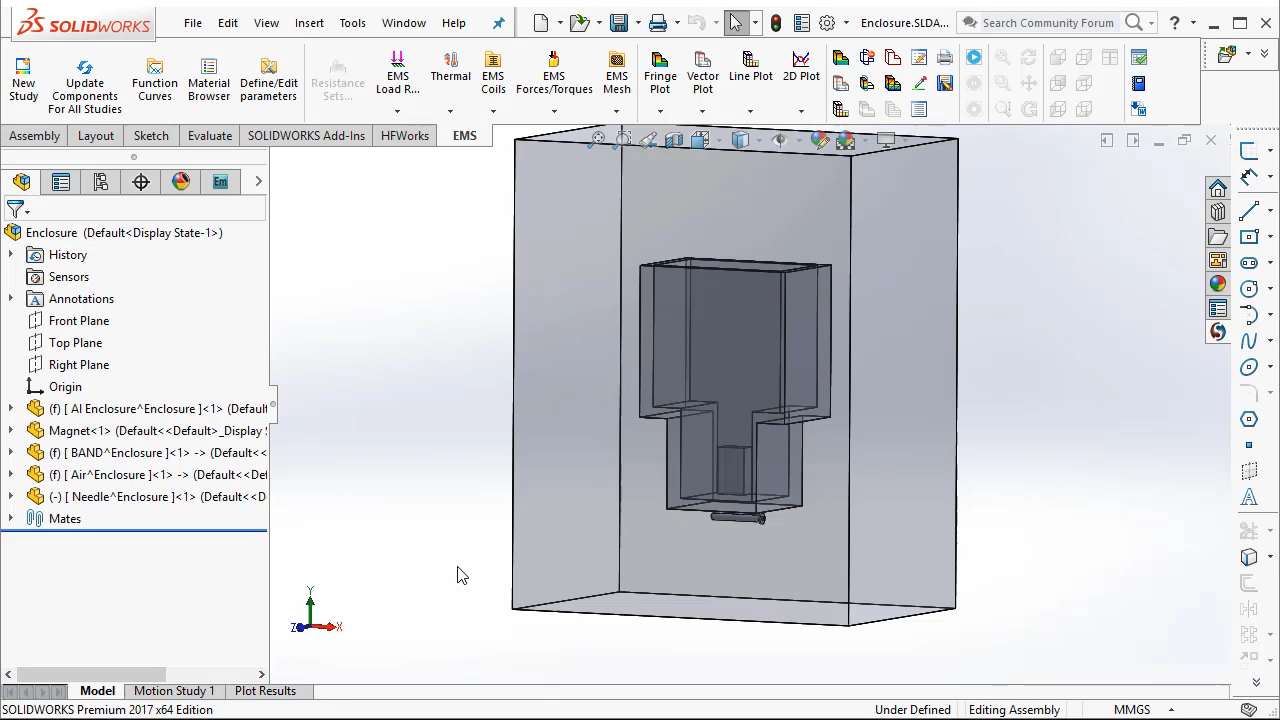 SOLIDWORKS
File Edit View Insert Tools Window Help
Enclosure.SLDA...
Search Community Forum
New Study
Update Components For All Studies
Function Curves
Material Browser
Define/Edit parameters
Resistance Sets...
EMS Load R...
Thermal
EMS Coils
EMS Forces/Torques
EMS Mesh
Fringe Plot
Vector Plot
Line Plot
2D Plot
Assembly Layout Sketch Evaluate SOLIDWORKS Add-Ins HFWorks EMS
Enclosure (Default<Display State-1>)
History
Sensors
Annotations
Front Plane
Top Plane
Right Plane
Origin
(f) [ Al Enclosure^Enclosure ]<1> (Default
Magnet<1> (Default<<Default>_Display
(f) [ BAND^Enclosure ]<1> -> (Default<<
(f) [ Air^Enclosure ]<1> -> (Default<<Def
(-) [ Needle^Enclosure ]<1> (Default<<D
Mates
Y
Z X
Model Motion Study 1 Plot Results
SOLIDWORKS Premium 2017 x64 Edition Under Defined Editing Assembly MMGS